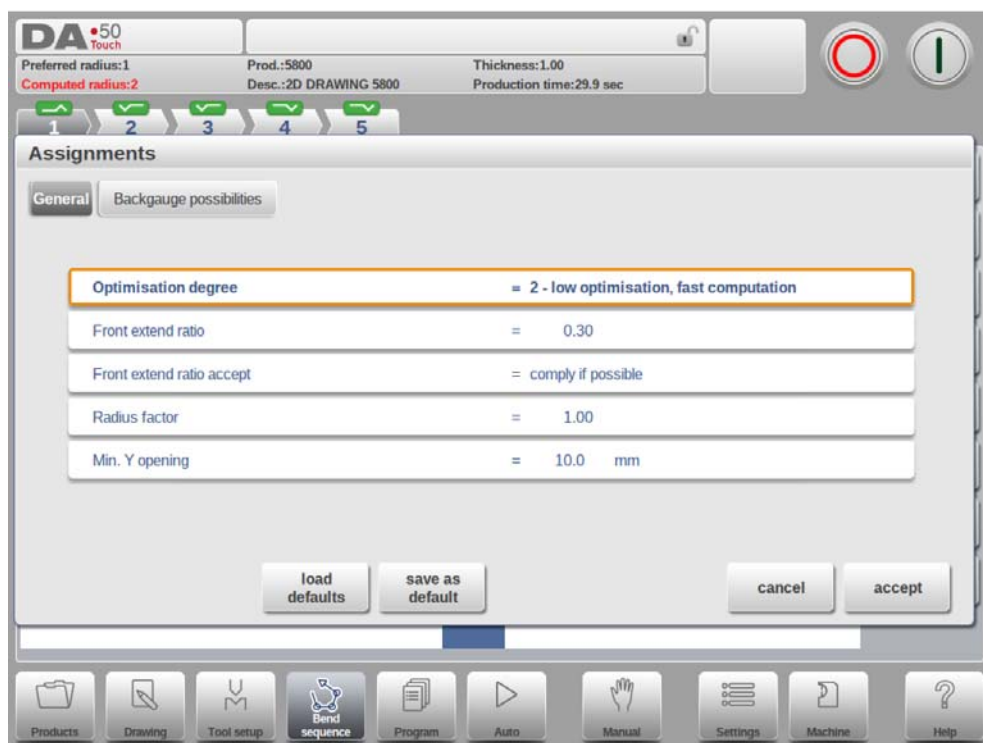 DA•50
Touch
Preferred radius:1 Prod.:5800 Thickness:1.00
Computed radius:2 Desc.:2D DRAWING 5800 Production time:29.9 sec
1 2 3 4 5
Assignments
General Backgauge possibilities
Optimisation degree = 2 - low optimisation, fast computation
Front extend ratio = 0.30
Front extend ratio accept = comply if possible
Radius factor = 1.00
Min. Y opening = 10.0 mm
load defaults save as default cancel accept
Products Drawing Tool setup Bend sequence Program Auto Manual Settings Machine Help